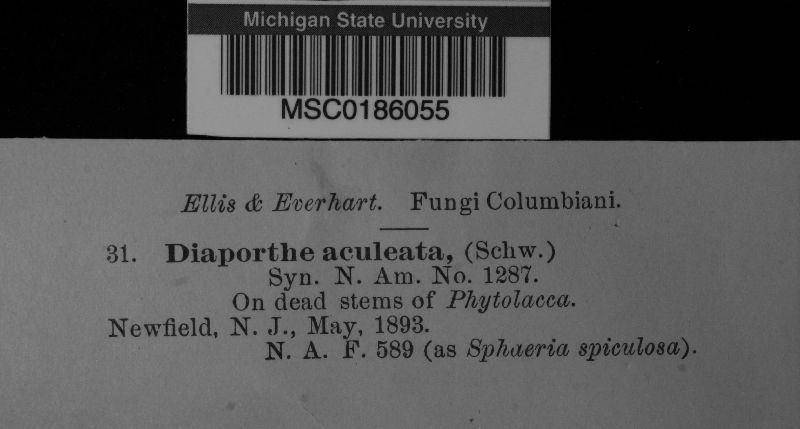 Michigan State University
MSC0186055
Ellis & Everhart. Fungi Columbiani.
31. Diaporthe aculeata, (Schw.)
Syn. N. Am. No. 1287.
On dead stems of Phytolacca.
Newfield, N. J., May, 1893.
N. A. F. 589 (as Sphaeria spiculosa).